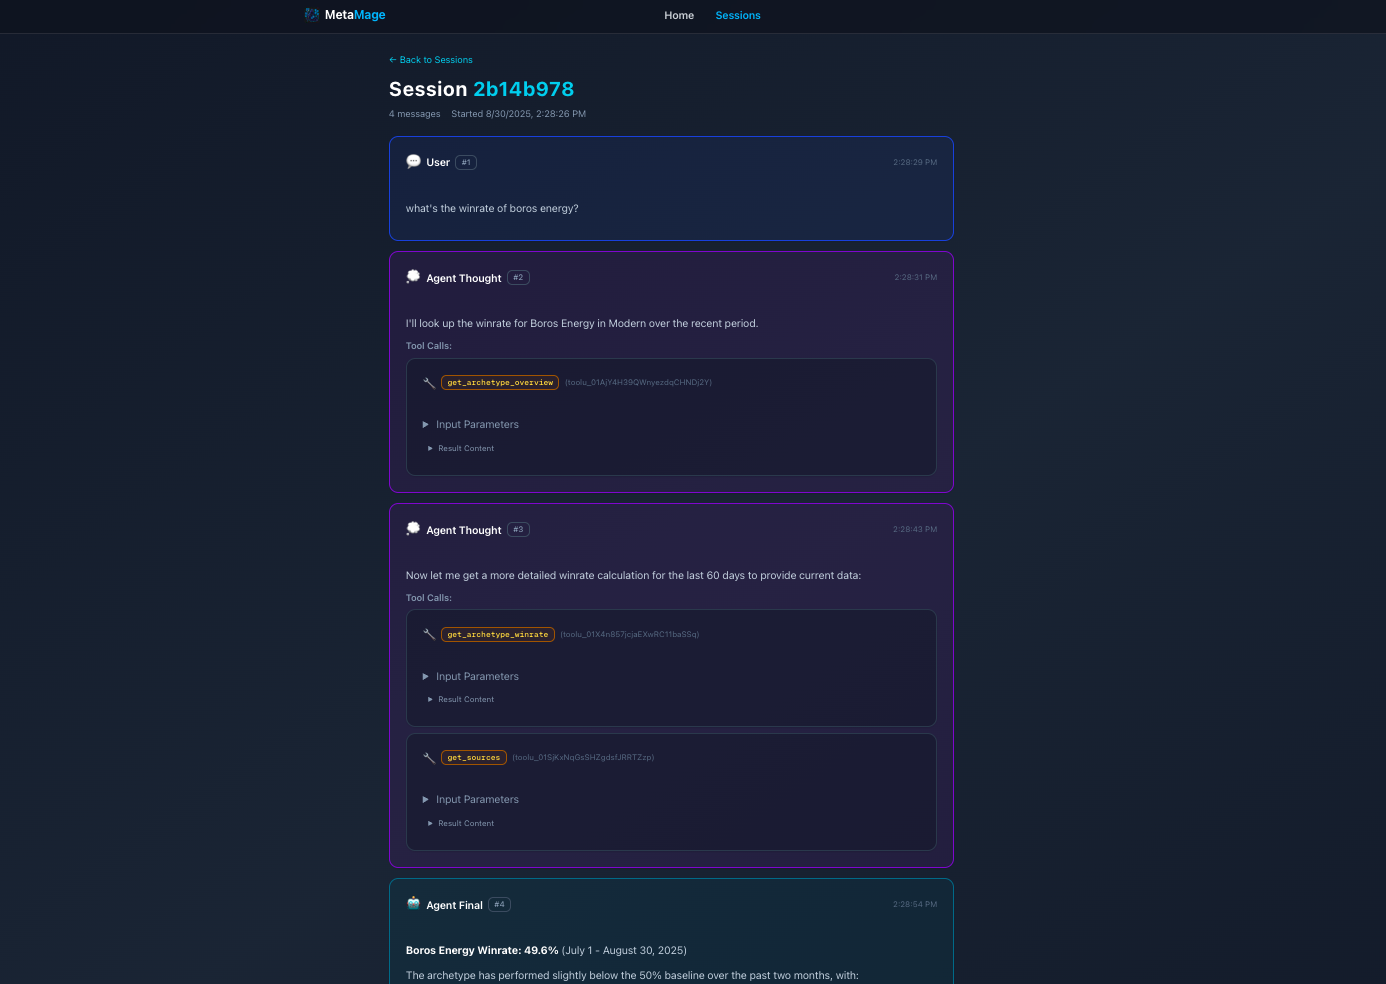 MetaMage
Home
Sessions
← Back to Sessions
Session 2b14b978
4 messages Started 8/30/2025, 2:28:26 PM
User #1 2:28:29 PM
what's the winrate of boros energy?
Agent Thought #2 2:28:31 PM
I'll look up the winrate for Boros Energy in Modern over the recent period.
Tool Calls:
get_archetype_overview (toolu_01AjY4H39QWnyezdqCHNDj2Y)
Input Parameters
Result Content
Agent Thought #3 2:28:43 PM
Now let me get a more detailed winrate calculation for the last 60 days to provide current data:
Tool Calls:
get_archetype_winrate (toolu_01X4n857jcjaEXwRC11baSSq)
Input Parameters
Result Content
get_sources (toolu_01SjKxNqGsSHZgdsfJRRTZzp)
Input Parameters
Result Content
Agent Final #4 2:28:54 PM
Boros Energy Winrate: 49.6% (July 1 - August 30, 2025)
The archetype has performed slightly below the 50% baseline over the past two months, with: